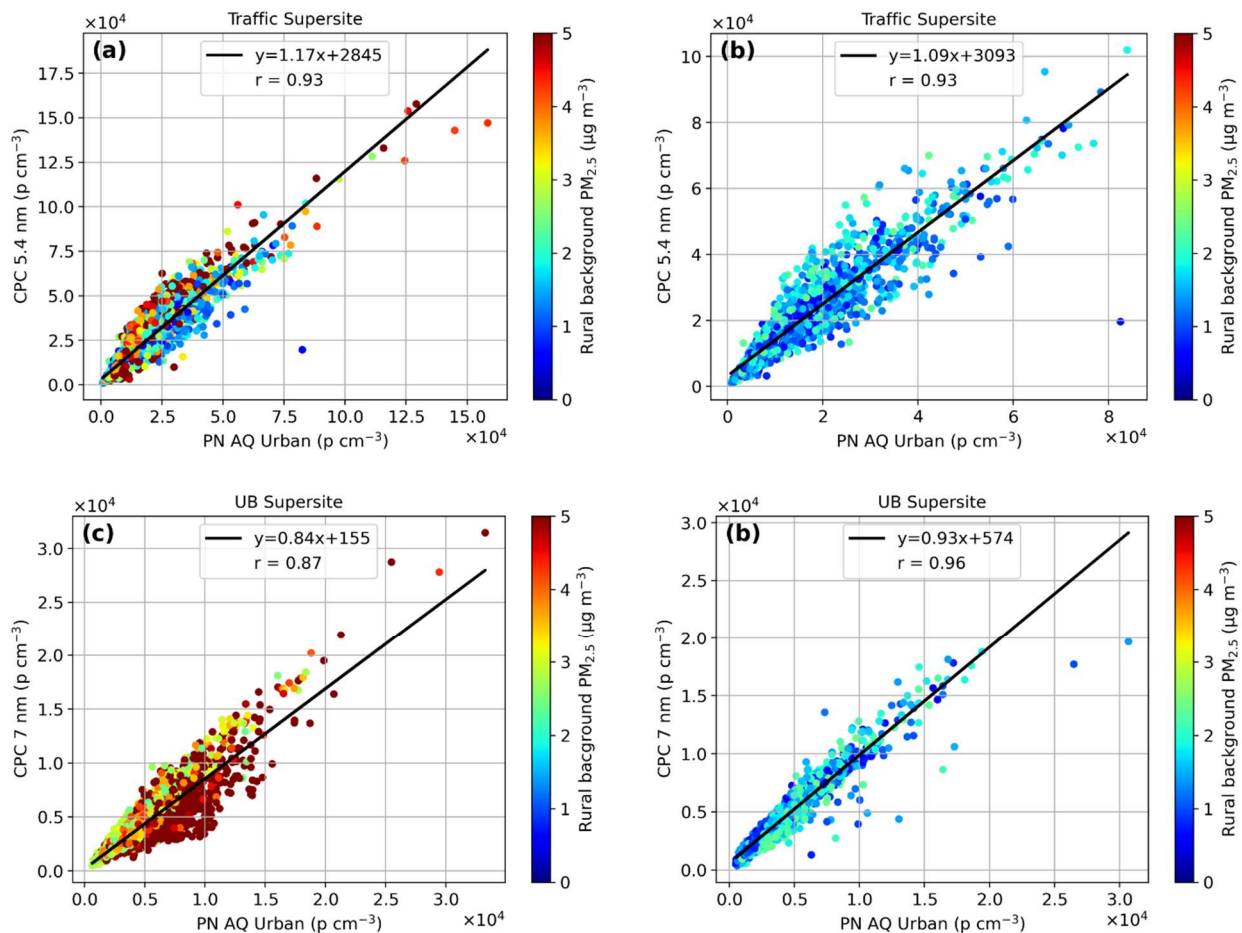 Traffic Supersite
×10⁴
(a)
y=1.17x+2845
r = 0.93
17.5
15.0
12.5
10.0
7.5
5.0
2.5
0.0
CPC 5.4 nm (p cm⁻³)
0.0 2.5 5.0 7.5 10.0 12.5 15.0
×10⁴
PN AQ Urban (p cm⁻³)
5
4
3
2
1
0
Rural background PM₂.₅ (μg m⁻³)
Traffic Supersite
×10⁴
(b)
y=1.09x+3093
r = 0.93
10
8
6
4
2
0
CPC 5.4 nm (p cm⁻³)
0 2 4 6 8
×10⁴
PN AQ Urban (p cm⁻³)
5
4
3
2
1
0
Rural background PM₂.₅ (μg m⁻³)
UB Supersite
×10⁴
(c)
y=0.84x+155
r = 0.87
3.0
2.5
2.0
1.5
1.0
0.5
0.0
CPC 7 nm (p cm⁻³)
0.0 0.5 1.0 1.5 2.0 2.5 3.0
×10⁴
PN AQ Urban (p cm⁻³)
5
4
3
2
1
0
Rural bacground PM₂.₅ (μg m⁻³)
UB Supersite
×10⁴
(b)
y=0.93x+574
r = 0.96
3.0
2.5
2.0
1.5
1.0
0.5
0.0
CPC 7 nm (p cm⁻³)
0.0 0.5 1.0 1.5 2.0 2.5 3.0
×10⁴
PN AQ Urban (p cm⁻³)
5
4
3
2
1
0
Rural background PM₂.₅ (μg m⁻³)